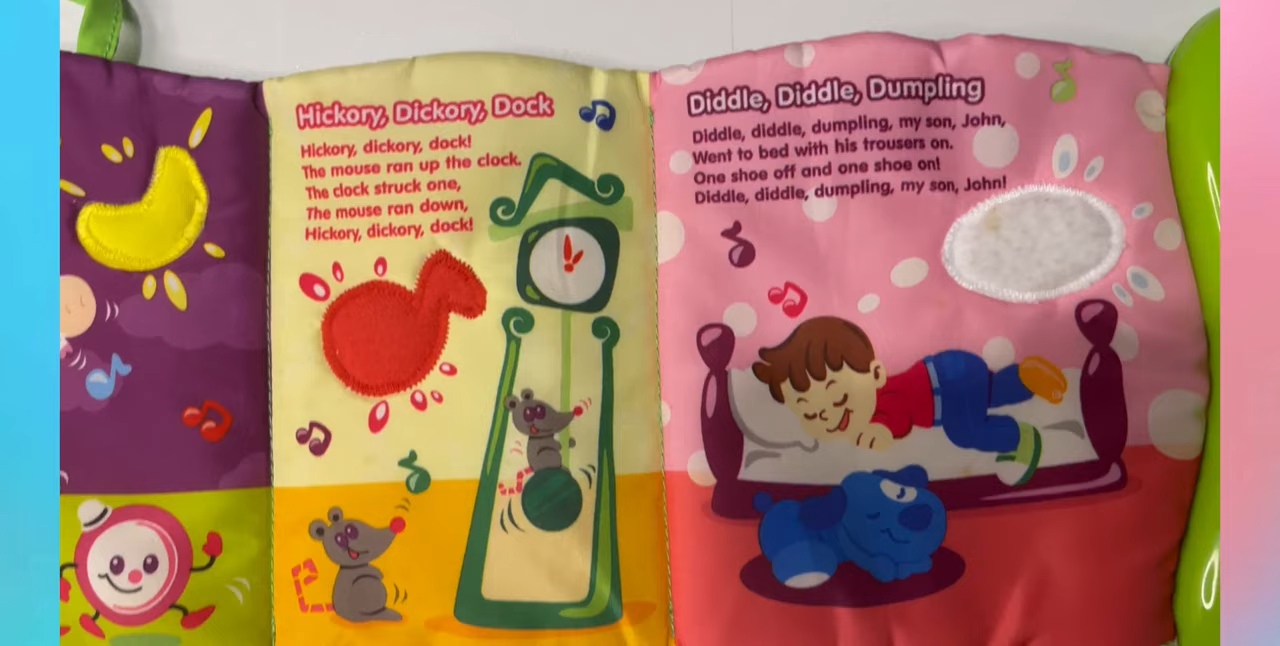 Hickory, Dickory, Dock
Hickory, dickory, dock!
The mouse ran up the clock.
The clock struck one,
The mouse ran down,
Hickory, dickory, dock!
Diddle, Diddle, Dumpling
Diddle, diddle, dumpling, my son, John,
Went to bed with his trousers on.
One shoe off and one shoe on!
Diddle, diddle, dumpling, my son, John!